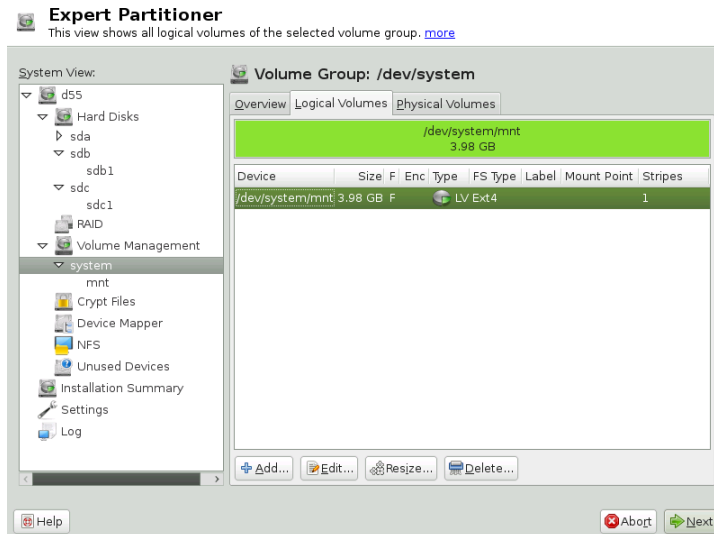 Expert Partitioner
This view shows all logical volumes of the selected volume group. more
System View:
d55
Hard Disks
sda
sdb
sdb1
sdc
sdc1
RAID
Volume Management
system
mnt
Crypt Files
Device Mapper
NFS
Unused Devices
Installation Summary
Settings
Log
Volume Group: /dev/system
Overview Logical Volumes Physical Volumes
/dev/system/mnt
3.98 GB
Device Size F Enc Type FS Type Label Mount Point Stripes
/dev/system/mnt 3.98 GB F LV Ext4 1
Add... Edit... Resize... Delete...
Help Abort Next